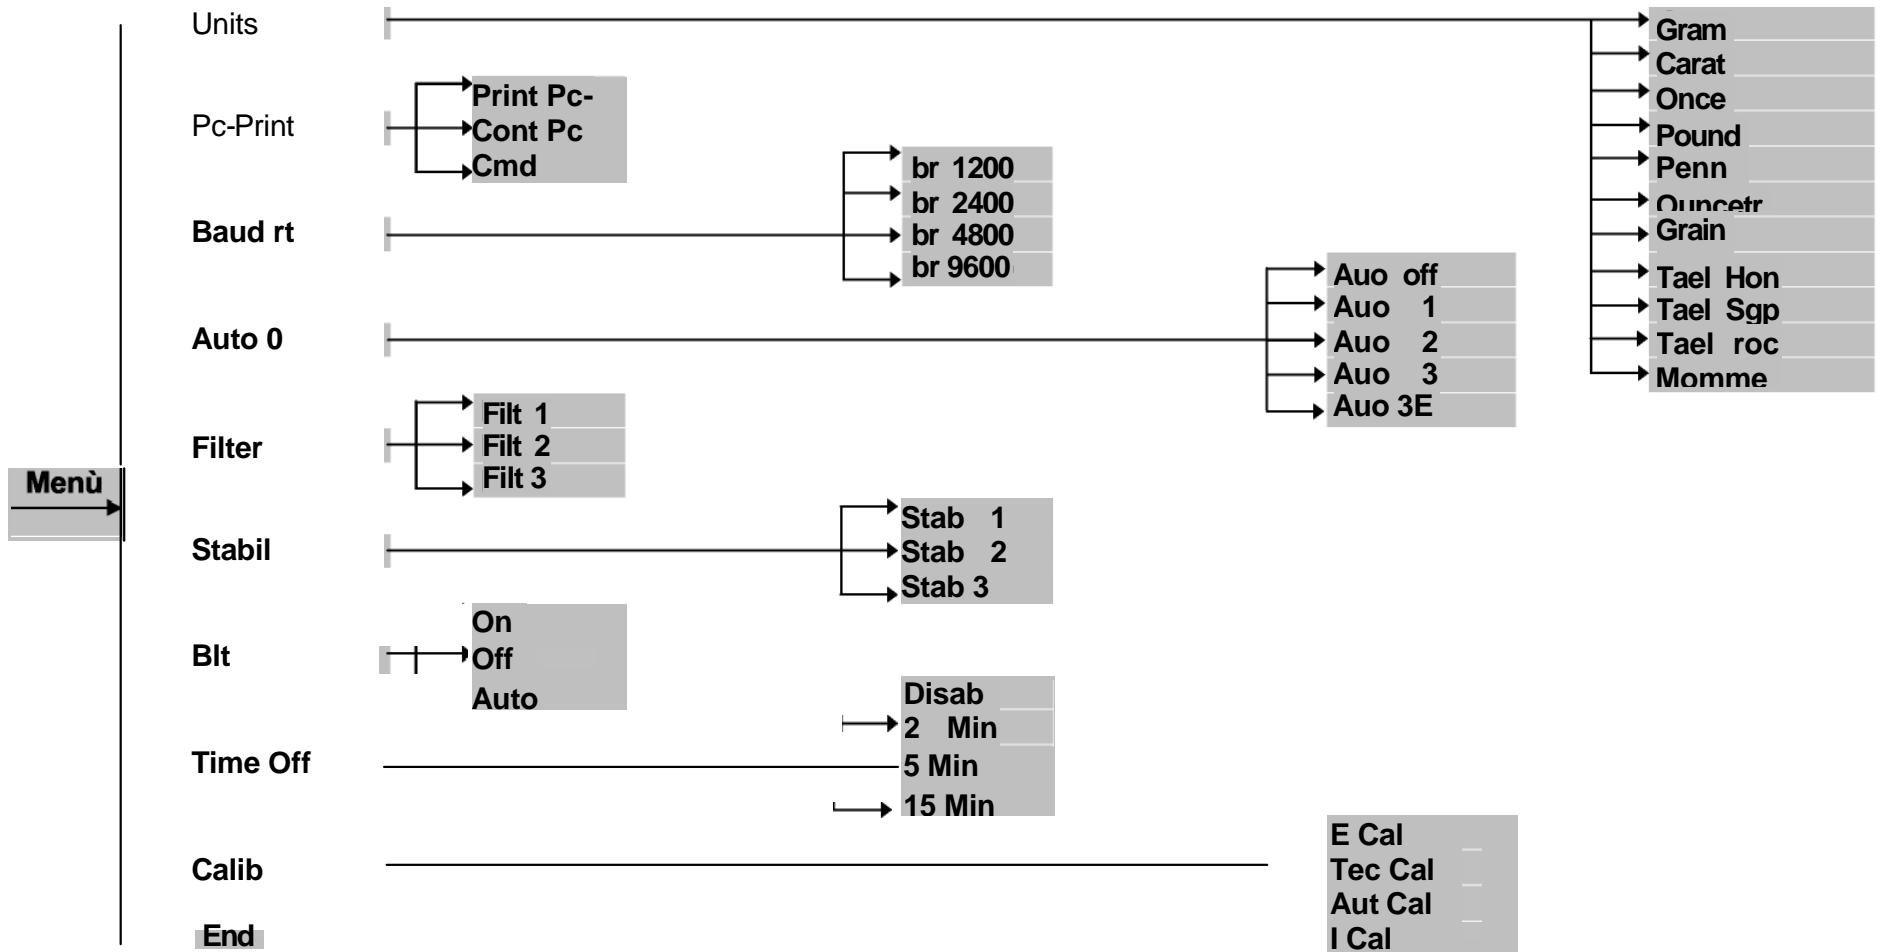 Menù
Units
Gram
Carat
Once
Pound
Penn
Ouncetr
Grain
Tael Hon
Tael Sgp
Tael roc
Momme
Pc-Print
Print Pc-
Cont Pc
Cmd
Baud rt
br 1200
br 2400
br 4800
br 9600
Auto 0
Auo off
Auo 1
Auo 2
Auo 3
Auo 3E
Filter
Filt 1
Filt 2
Filt 3
Stabil
Stab 1
Stab 2
Stab 3
Blt
On
Off
Auto
Time Off
Disab
2 Min
5 Min
15 Min
Calib
E Cal
Tec Cal
Aut Cal
I Cal
End